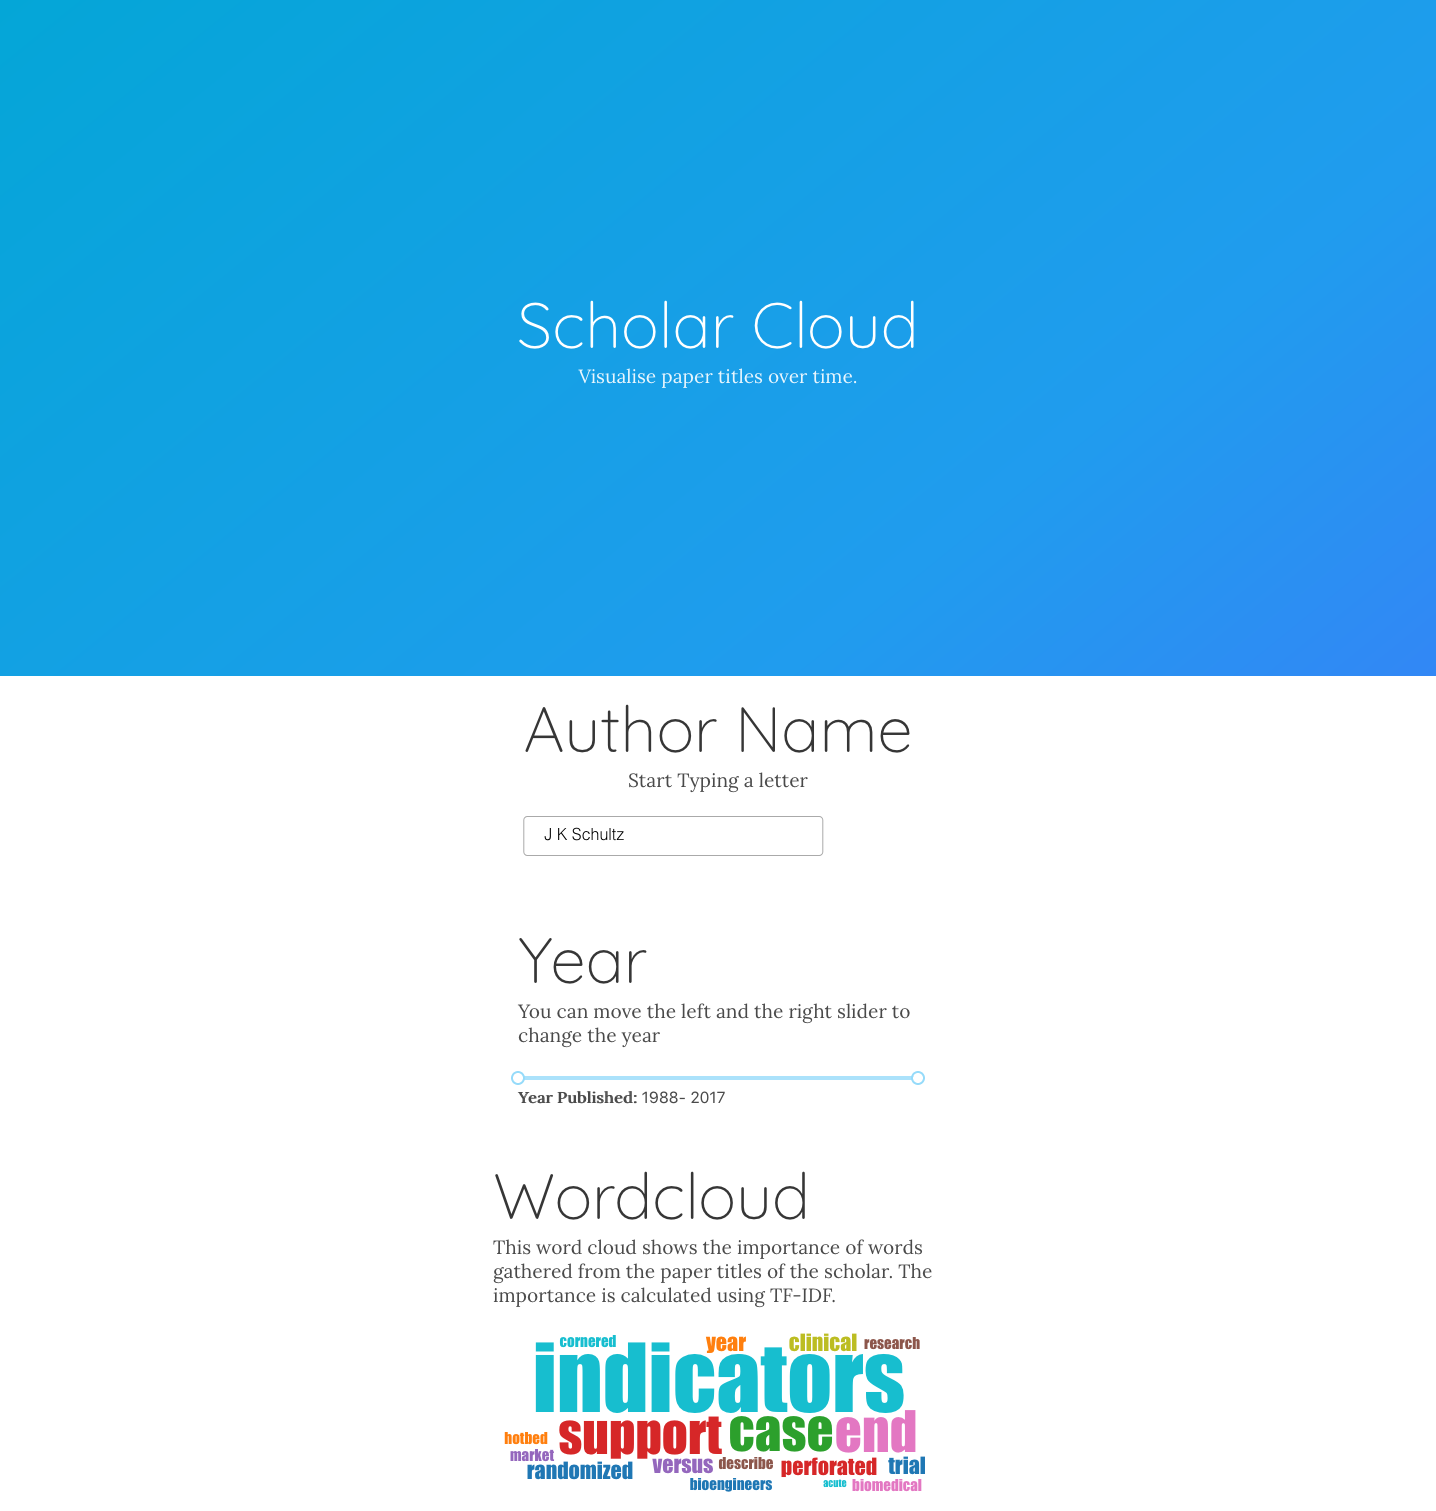 Scholar Cloud
Visualise paper titles over time.
Author Name
Start Typing a letter
J K Schultz
Year
You can move the left and the right slider to
change the year
Year Published: 1988- 2017
Wordcloud
This word cloud shows the importance of words
gathered from the paper titles of the scholar. The
importance is calculated using TF-IDF.
cornered year clinical research
indicators
support case end
hotbed
market
randomized versus describe perforated trial
bioengineers acute biomedical